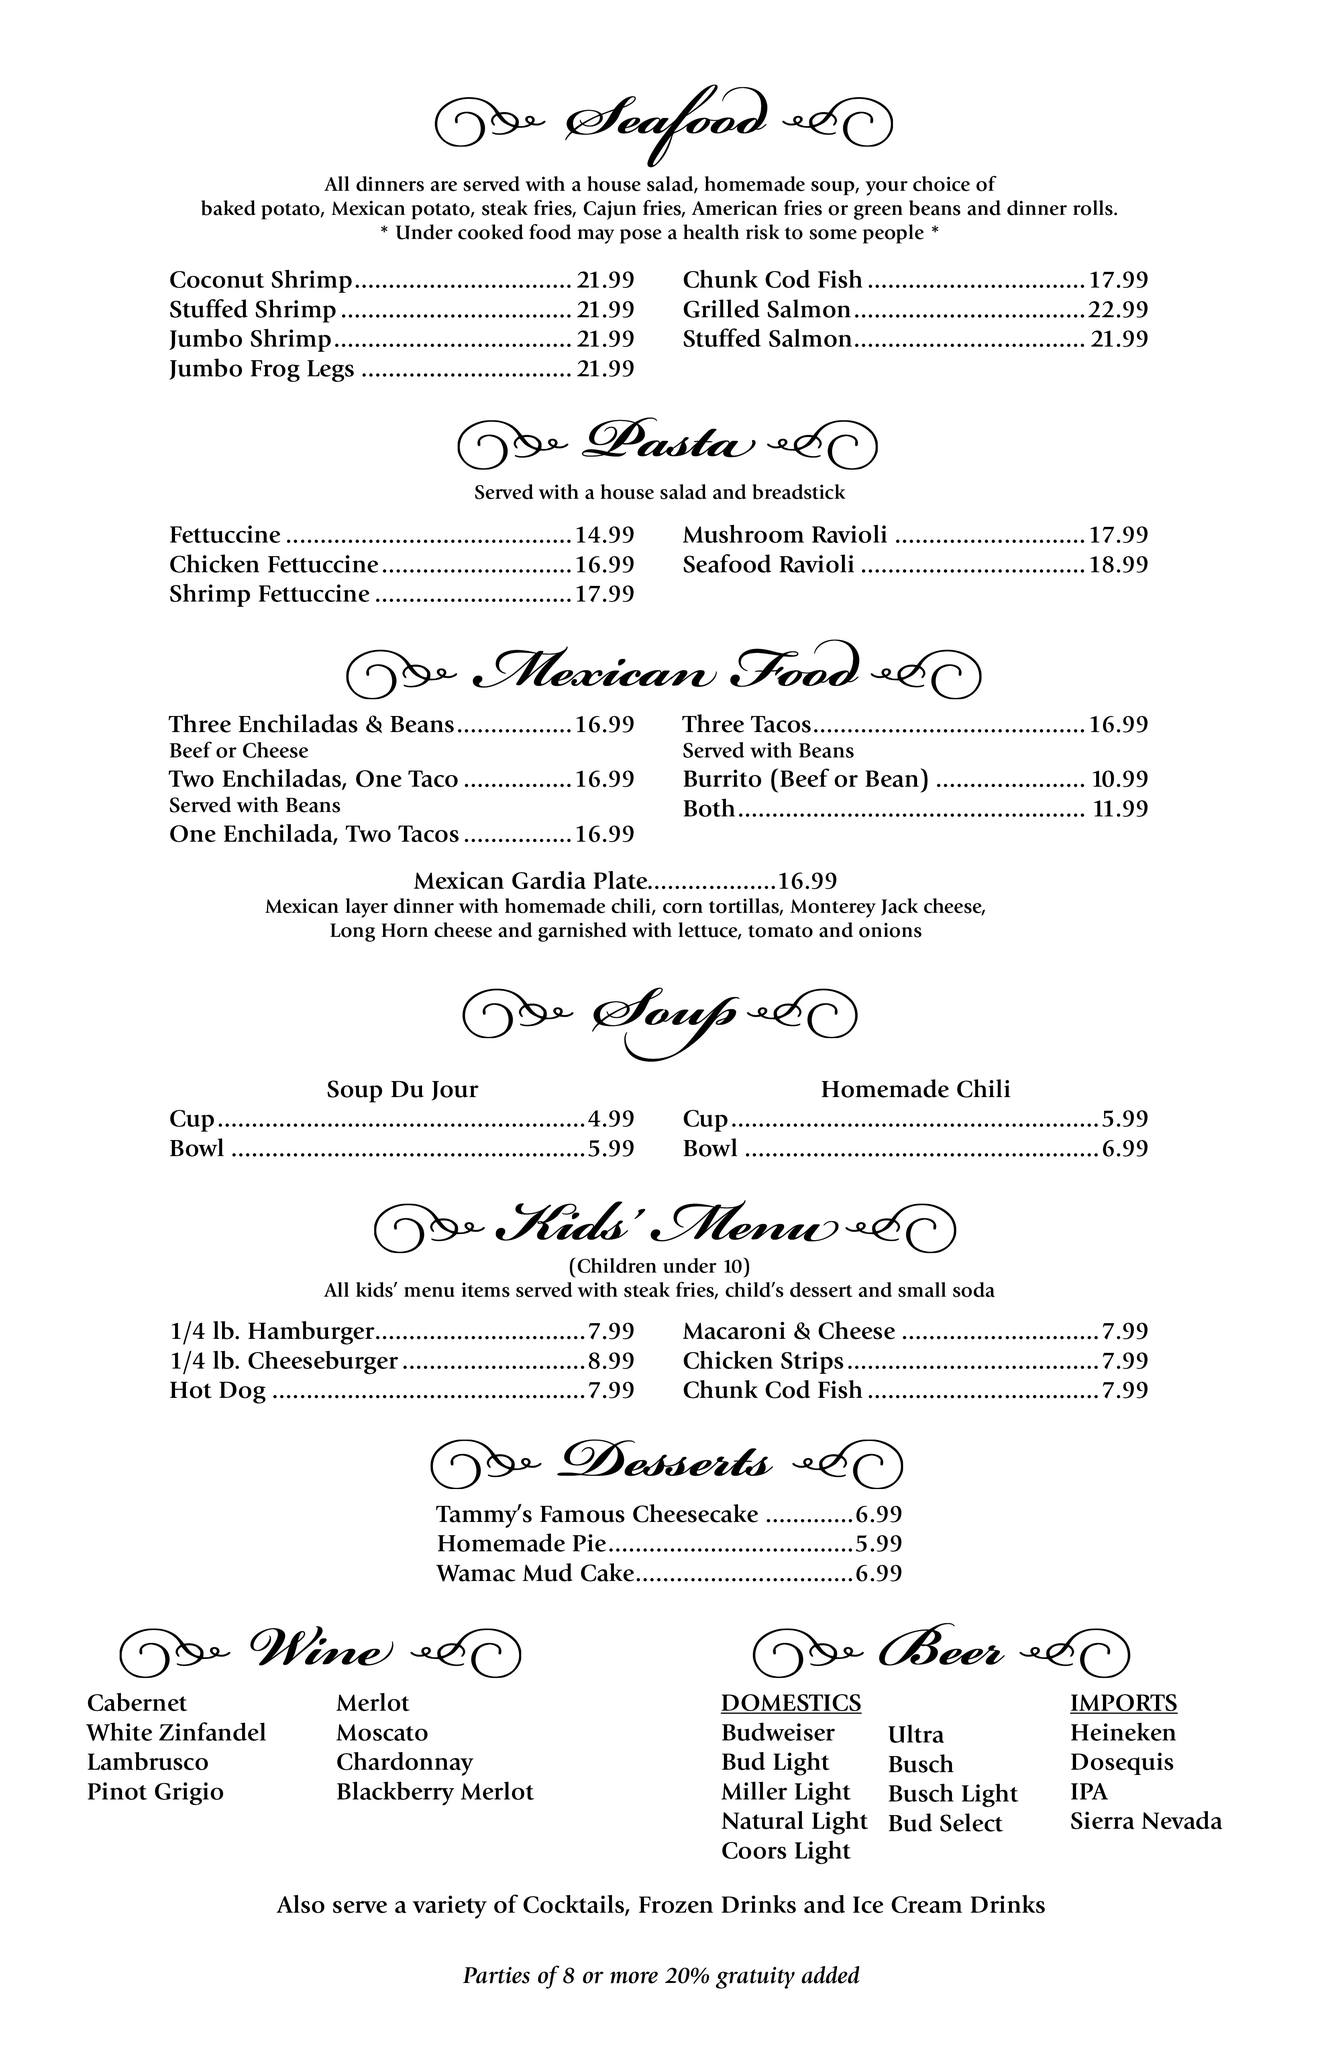 Seafood
All dinners are served with a house salad, homemade soup, your choice of
baked potato, Mexican potato, steak fries, Cajun fries, American fries or green beans and dinner rolls.
* Under cooked food may pose a health risk to some people *
Coconut Shrimp................................ 21.99
Stuffed Shrimp .................................. 21.99
Jumbo Shrimp................................... 21.99
Jumbo Frog Legs ............................... 21.99
Chunk Cod Fish ................................17.99
Grilled Salmon..................................22.99
Stuffed Salmon.................................. 21.99
Pasta
Served with a house salad and breadstick
Fettuccine ..........................................14.99
Chicken Fettuccine............................16.99
Shrimp Fettuccine .............................17.99
Mushroom Ravioli ............................17.99
Seafood Ravioli .................................18.99
Mexican Food
Three Enchiladas & Beans.................16.99
Beef or Cheese
Two Enchiladas, One Taco ................16.99
Served with Beans
One Enchilada, Two Tacos ................16.99
Three Tacos........................................16.99
Served with Beans
Burrito (Beef or Bean) ...................... 10.99
Both................................................... 11.99
Mexican Gardia Plate...................16.99
Mexican layer dinner with homemade chili, corn tortillas, Monterey Jack cheese,
Long Horn cheese and garnished with lettuce, tomato and onions
Soup
Soup Du Jour
Cup......................................................4.99
Bowl ....................................................5.99
Homemade Chili
Cup......................................................5.99
Bowl ....................................................6.99
Kids' Menu
(Children under 10)
All kids' menu items served with steak fries, child's dessert and small soda
1/4 lb. Hamburger...............................7.99
1/4 lb. Cheeseburger...........................8.99
Hot Dog ..............................................7.99
Macaroni & Cheese .............................7.99
Chicken Strips.....................................7.99
Chunk Cod Fish ..................................7.99
Desserts
Tammy's Famous Cheesecake .............6.99
Homemade Pie....................................5.99
Wamac Mud Cake................................6.99
Wine
Cabernet
White Zinfandel
Lambrusco
Pinot Grigio
Merlot
Moscato
Chardonnay
Blackberry Merlot
Beer
DOMESTICS
Budweiser
Bud Light
Miller Light
Natural Light
Coors Light
Ultra
Busch
Busch Light
Bud Select
IMPORTS
Heineken
Dosequis
IPA
Sierra Nevada
Also serve a variety of Cocktails, Frozen Drinks and Ice Cream Drinks
Parties of 8 or more 20% gratuity added